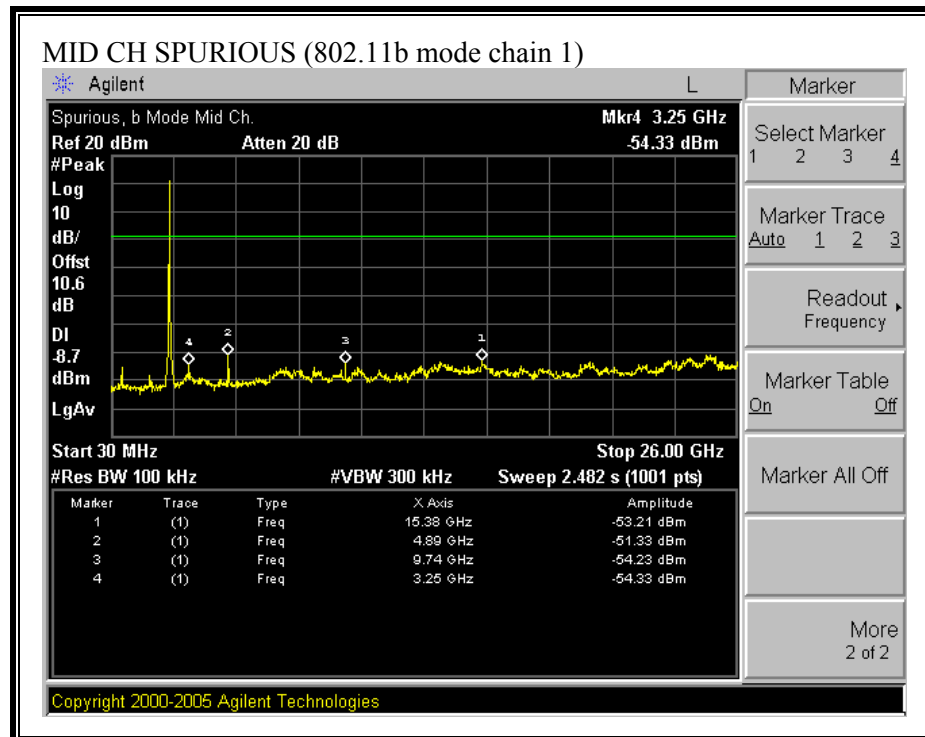 MID CH SPURIOUS (802.11b mode chain 1)
Agilent L
Spurious, b Mode Mid Ch. Mkr4 3.25 GHz
Ref 20 dBm Atten 20 dB -54.33 dBm
#Peak
Log
10
dB/
Offst
10.6
dB
DI
-8.7
dBm
LgAv
4 2 3 1
Start 30 MHz Stop 26.00 GHz
#Res BW 100 kHz #VBW 300 kHz Sweep 2.482 s (1001 pts)
Marker Trace Type X Axis Amplitude
1 (1) Freq 15.38 GHz -53.21 dBm
2 (1) Freq 4.89 GHz -51.33 dBm
3 (1) Freq 9.74 GHz -54.23 dBm
4 (1) Freq 3.25 GHz -54.33 dBm
Marker
Select Marker
1 2 3 4
Marker Trace
Auto 1 2 3
Readout
Frequency
Marker Table
On Off
Marker All Off
More
2 of 2
Copyright 2000-2005 Agilent Technologies